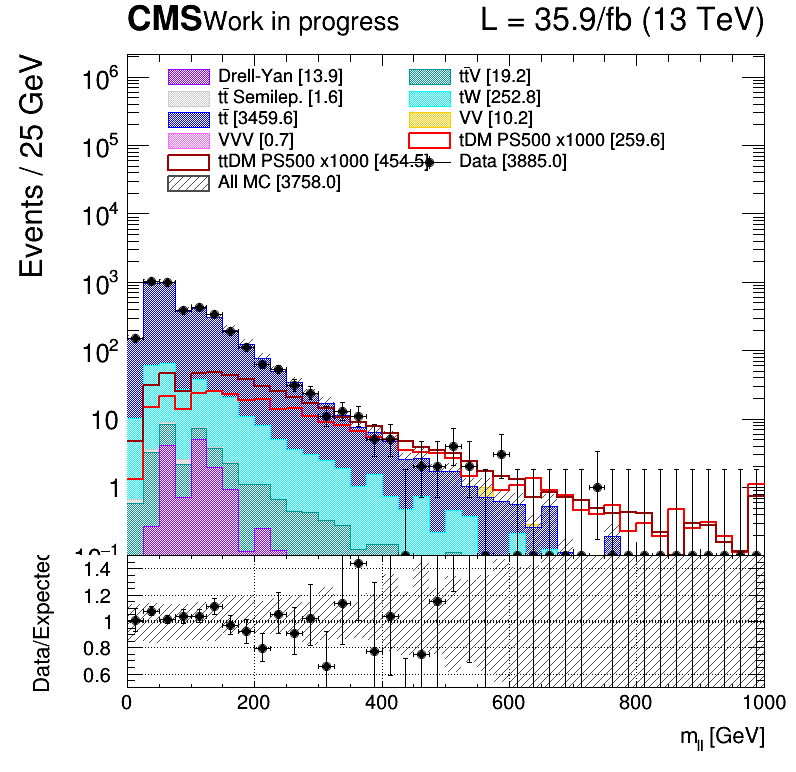 CMS Work in progress L = 35.9/fb (13 TeV)
Events / 25 GeV
10⁶
10⁵
10⁴
10³
10²
10
1
10⁻¹
Drell-Yan [13.9]
tt̄ Semilep. [1.6]
tt̄ [3459.6]
VVV [0.7]
ttDM PS500 x1000 [454.5]
All MC [3758.0]
tt̄V [19.2]
tW [252.8]
VV [10.2]
tDM PS500 x1000 [259.6]
Data [3885.0]
Data/Expected
1.4
1.2
1
0.8
0.6
0 200 400 600 800 1000
m_ll [GeV]